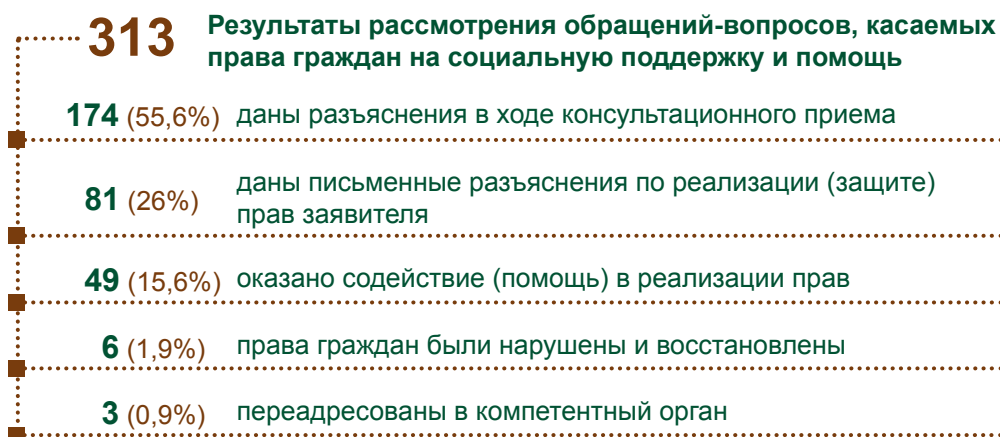 313 Результаты рассмотрения обращений-вопросов, касаемых
права граждан на социальную поддержку и помощь
174 (55,6%) даны разъяснения в ходе консультационного приема
81 (26%) даны письменные разъяснения по реализации (защите)
прав заявителя
49 (15,6%) оказано содействие (помощь) в реализации прав
6 (1,9%) права граждан были нарушены и восстановлены
3 (0,9%) переадресованы в компетентный орган